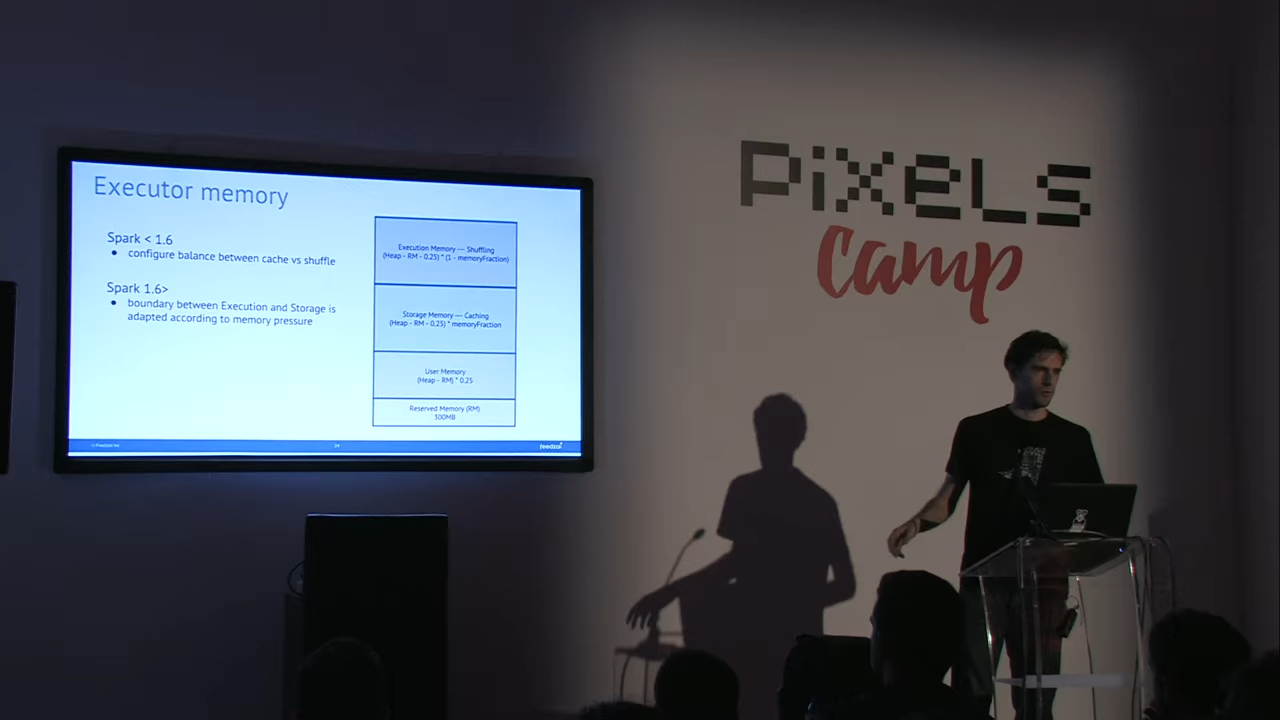 Executor memory
Spark < 1.6
• configure balance between cache vs shuffle
Spark 1.6>
• boundary between Execution and Storage is
adapted according to memory pressure
Execution Memory — Shuffling
(Heap - RM - 0.25) * (1 - memoryFraction)
Storage Memory — Caching
(Heap - RM - 0.25) * memoryFraction
User Memory
(Heap - RM) * 0.25
Reserved Memory (RM)
300MB
24
feedzai
pixels
camp